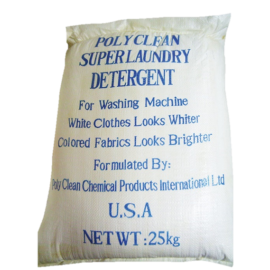 POLY CLEAN
SUPER LAUNDRY
DETERGENT
For Washing Machine
White Clothes Looks Whiter
Colored Fabrics Looks Brighter
Formulated By:
Poly Clean Chemical Products International Ltd
U.S.A
NET WT:25kg